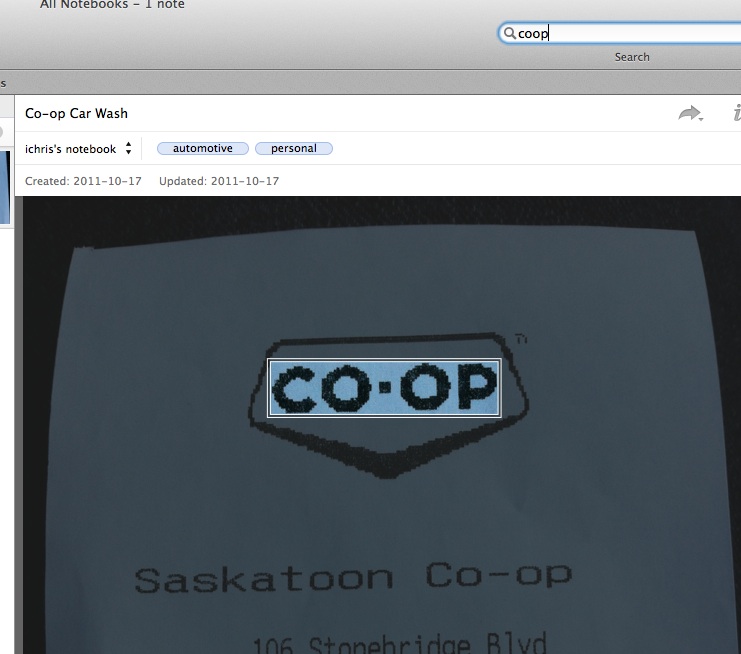 All Notebooks – 1 note
coop
Search
s
Co-op Car Wash
ichris's notebook
automotive personal
Created: 2011-10-17 Updated: 2011-10-17
CO·OP
Saskatoon Co-op
106 Stonebridge Blvd